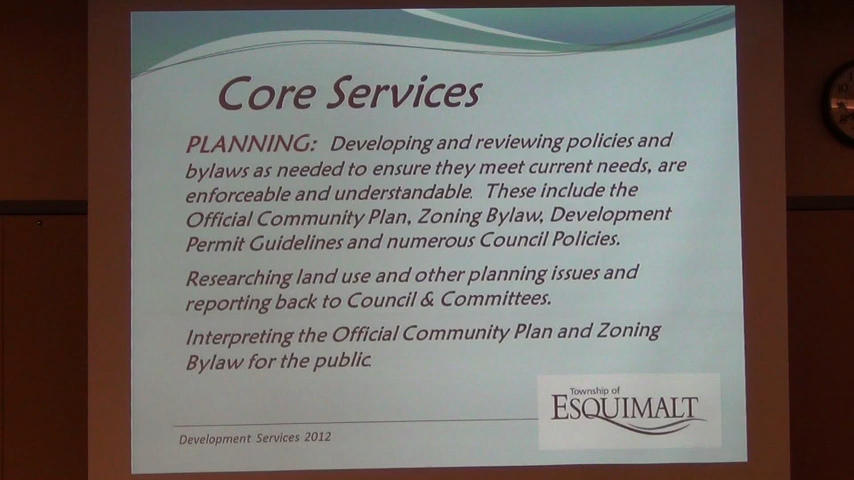 Core Services
PLANNING: Developing and reviewing policies and
bylaws as needed to ensure they meet current needs, are
enforceable and understandable. These include the
Official Community Plan, Zoning Bylaw, Development
Permit Guidelines and numerous Council Policies.
Researching land use and other planning issues and
reporting back to Council & Committees.
Interpreting the Official Community Plan and Zoning
Bylaw for the public.
Township of
ESQUIMALT
Development Services 2012